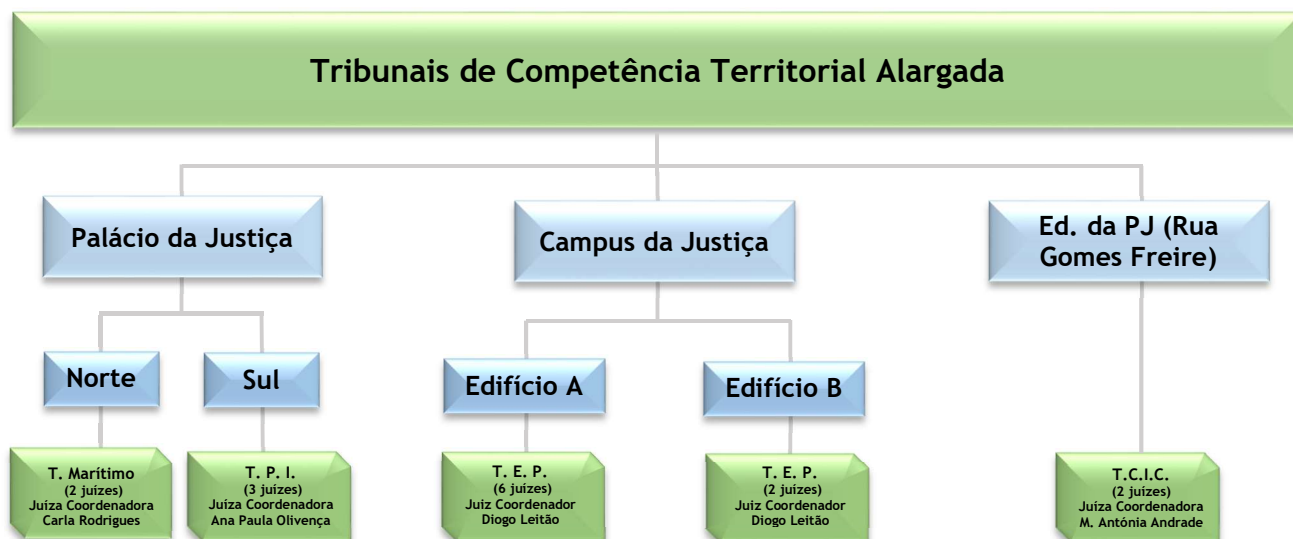 Tribunais de Competência Territorial Alargada
Palácio da Justiça
Campus da Justiça
Ed. da PJ (Rua
Gomes Freire)
Norte
Sul
Edifício A
Edifício B
T. Marítimo
(2 juízes)
Juíza Coordenadora
Carla Rodrigues
T. P. I.
(3 juízes)
Juíza Coordenadora
Ana Paula Olivença
T. E. P.
(6 juízes)
Juiz Coordenador
Diogo Leitão
T. E. P.
(2 juízes)
Juiz Coordenador
Diogo Leitão
T.C.I.C.
(2 juízes)
Juíza Coordenadora
M. Antónia Andrade